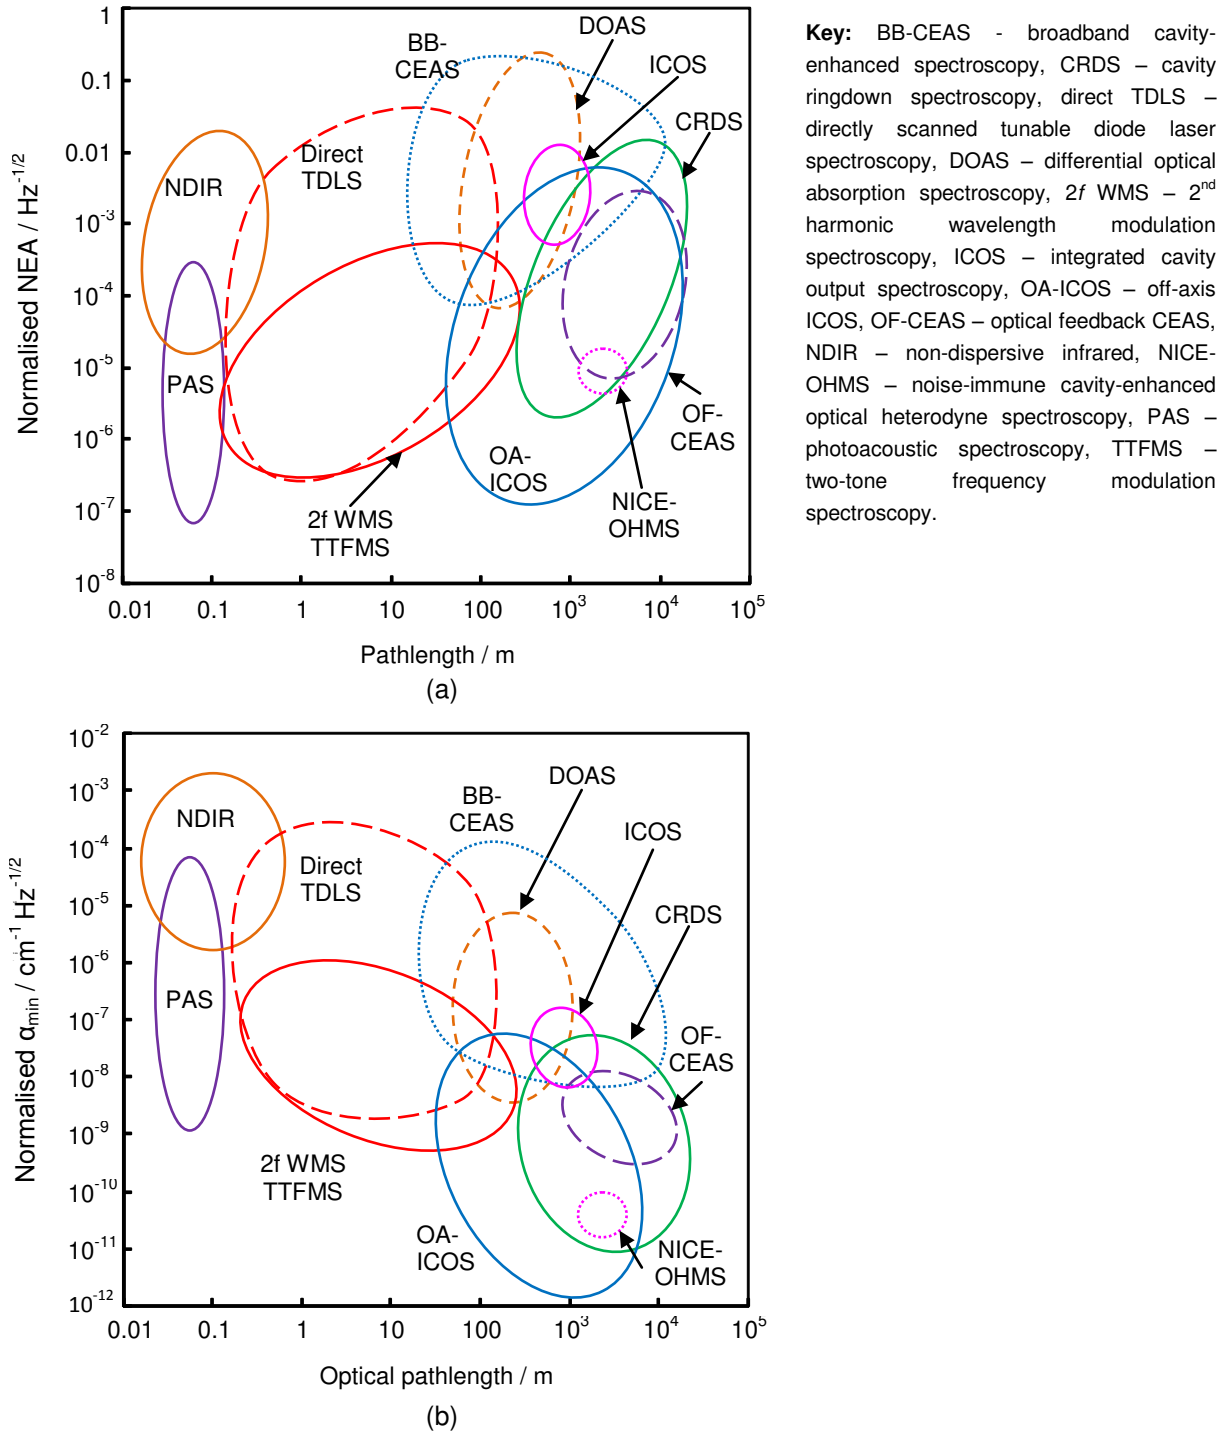 1
0.1
0.01
10⁻³
10⁻⁴
10⁻⁵
10⁻⁶
10⁻⁷
10⁻⁸
Normalised NEA / Hz⁻¹/²
BB-
CEAS
DOAS
ICOS
CRDS
Direct
TDLS
NDIR
PAS
OF-
CEAS
OA-
ICOS
NICE-
OHMS
2f WMS
TTFMS
0.01 0.1 1 10 100 10³ 10⁴ 10⁵
Pathlength / m
(a)
Key: BB-CEAS - broadband cavity-
enhanced spectroscopy, CRDS – cavity
ringdown spectroscopy, direct TDLS –
directly scanned tunable diode laser
spectroscopy, DOAS – differential optical
absorption spectroscopy, 2f WMS – 2ⁿᵈ
harmonic wavelength modulation
spectroscopy, ICOS – integrated cavity
output spectroscopy, OA-ICOS – off-axis
ICOS, OF-CEAS – optical feedback CEAS,
NDIR – non-dispersive infrared, NICE-
OHMS – noise-immune cavity-enhanced
optical heterodyne spectroscopy, PAS –
photoacoustic spectroscopy, TTFMS –
two-tone frequency modulation
spectroscopy.
10⁻²
10⁻³
10⁻⁴
10⁻⁵
10⁻⁶
10⁻⁷
10⁻⁸
10⁻⁹
10⁻¹⁰
10⁻¹¹
10⁻¹²
Normalised αmin / cm⁻¹ Hz⁻¹/²
NDIR
PAS
Direct
TDLS
BB-
CEAS
DOAS
ICOS
CRDS
OF-
CEAS
2f WMS
TTFMS
OA-
ICOS
NICE-
OHMS
0.01 0.1 1 10 100 10³ 10⁴ 10⁵
Optical pathlength / m
(b)